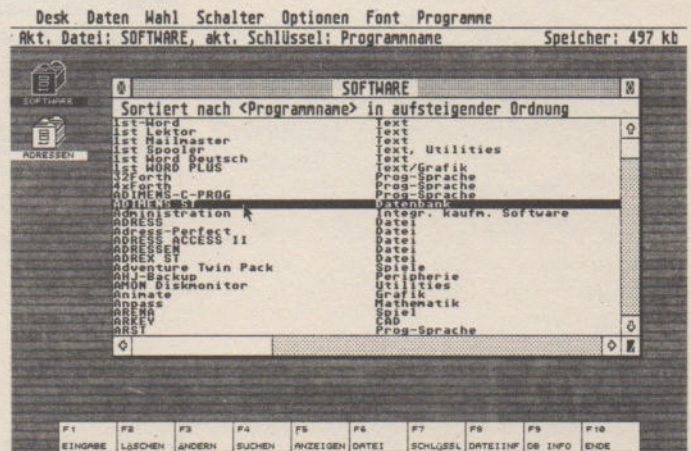 Desk Daten Wahl Schalter Optionen Font Programme
Akt. Datei: SOFTWARE, akt. Schlüssel: Programmname Speicher: 497 kb
SOFTWARE
ADRESSEN
SOFTWARE
Sortiert nach <Programmname> in aufsteigender Ordnung
1st-Word Text
1st Lektor Text
1st Mailmaster Text
1st Spooler Text, Utilities
1st Word Deutsch Text
1st WORD PLUS Text/Grafik
32Forth Prog-Sprache
4xForth Prog-Sprache
ADIMENS-C-PROG Prog-Sprache
ADIMENS ST Datenbank
Administration Integr. kaufm. Software
ADRESS Datei
Adress-Perfect Datei
ADRESS ACCESS II Datei
ADRESSEN Datei
ADREX ST Datei
Adventure Twin Pack Spiele
AHJ-Backup Peripherie
AMON Diskmonitor Utilities
Animate Grafik
Anpass Mathematik
ARENA Spiel
ARKEY CAD
ARST Prog-Sprache
F1 F2 F3 F4 F5 F6 F7 F8 F9 F10
EINGABE LöSCHEN äNDERN SUCHEN ANZEIGEN DATEI SCHLüSSL DATEIINF DB INFO ENDE